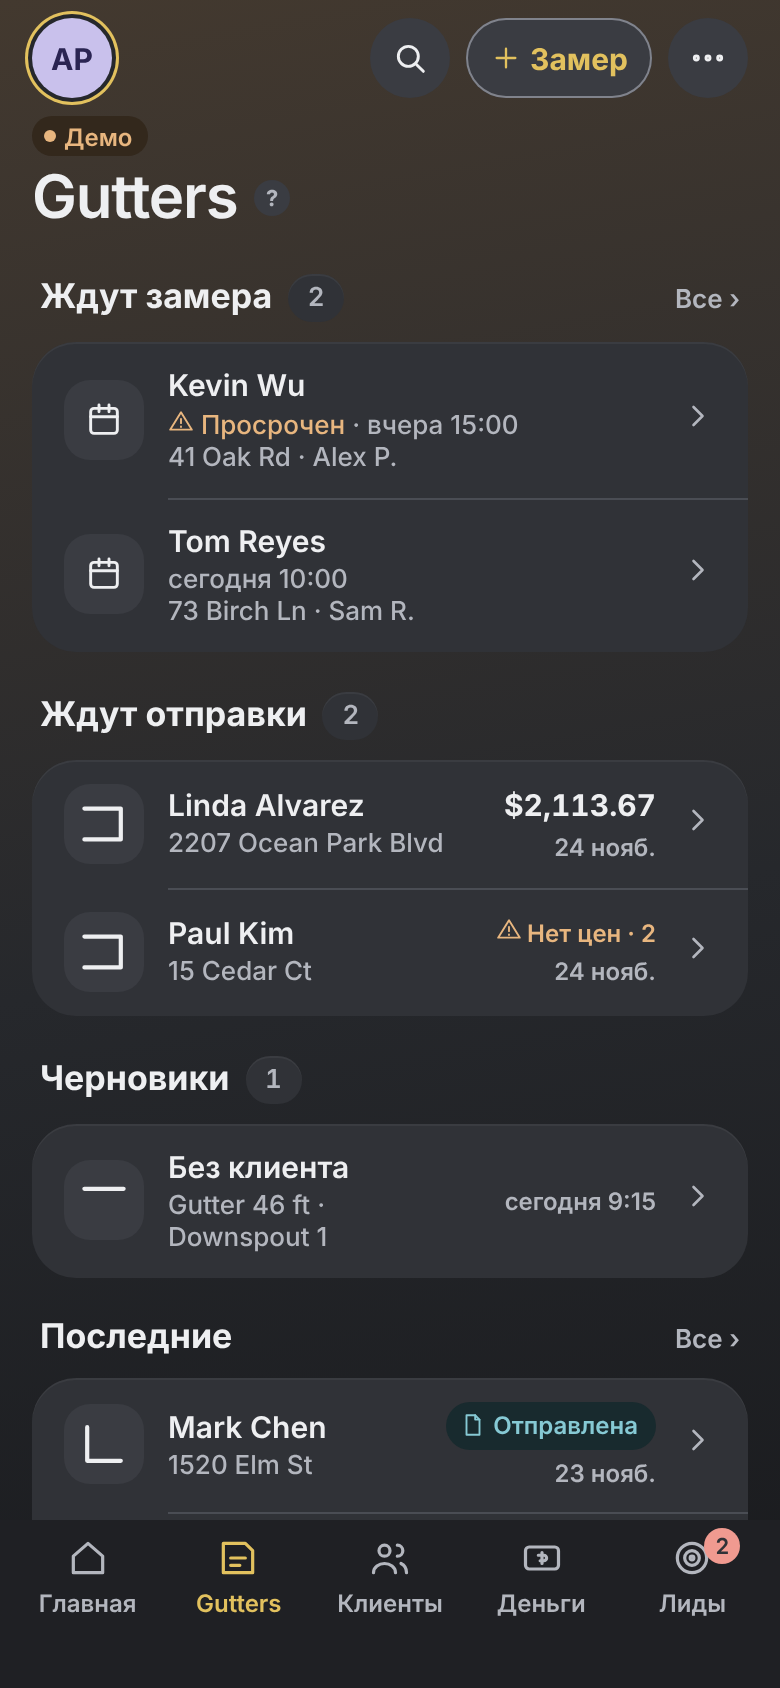 AP
+ Замер
Демо
Gutters ?
Ждут замера 2
Все ›
Kevin Wu
Просрочен · вчера 15:00
41 Oak Rd · Alex P.
Tom Reyes
сегодня 10:00
73 Birch Ln · Sam R.
Ждут отправки 2
Linda Alvarez
$2,113.67
2207 Ocean Park Blvd
24 нояб.
Paul Kim
Нет цен · 2
15 Cedar Ct
24 нояб.
Черновики 1
Без клиента
Gutter 46 ft ·
Downspout 1
сегодня 9:15
Последние
Все ›
Mark Chen
Отправлена
1520 Elm St
23 нояб.
2
Главная
Gutters
Клиенты
Деньги
Лиды